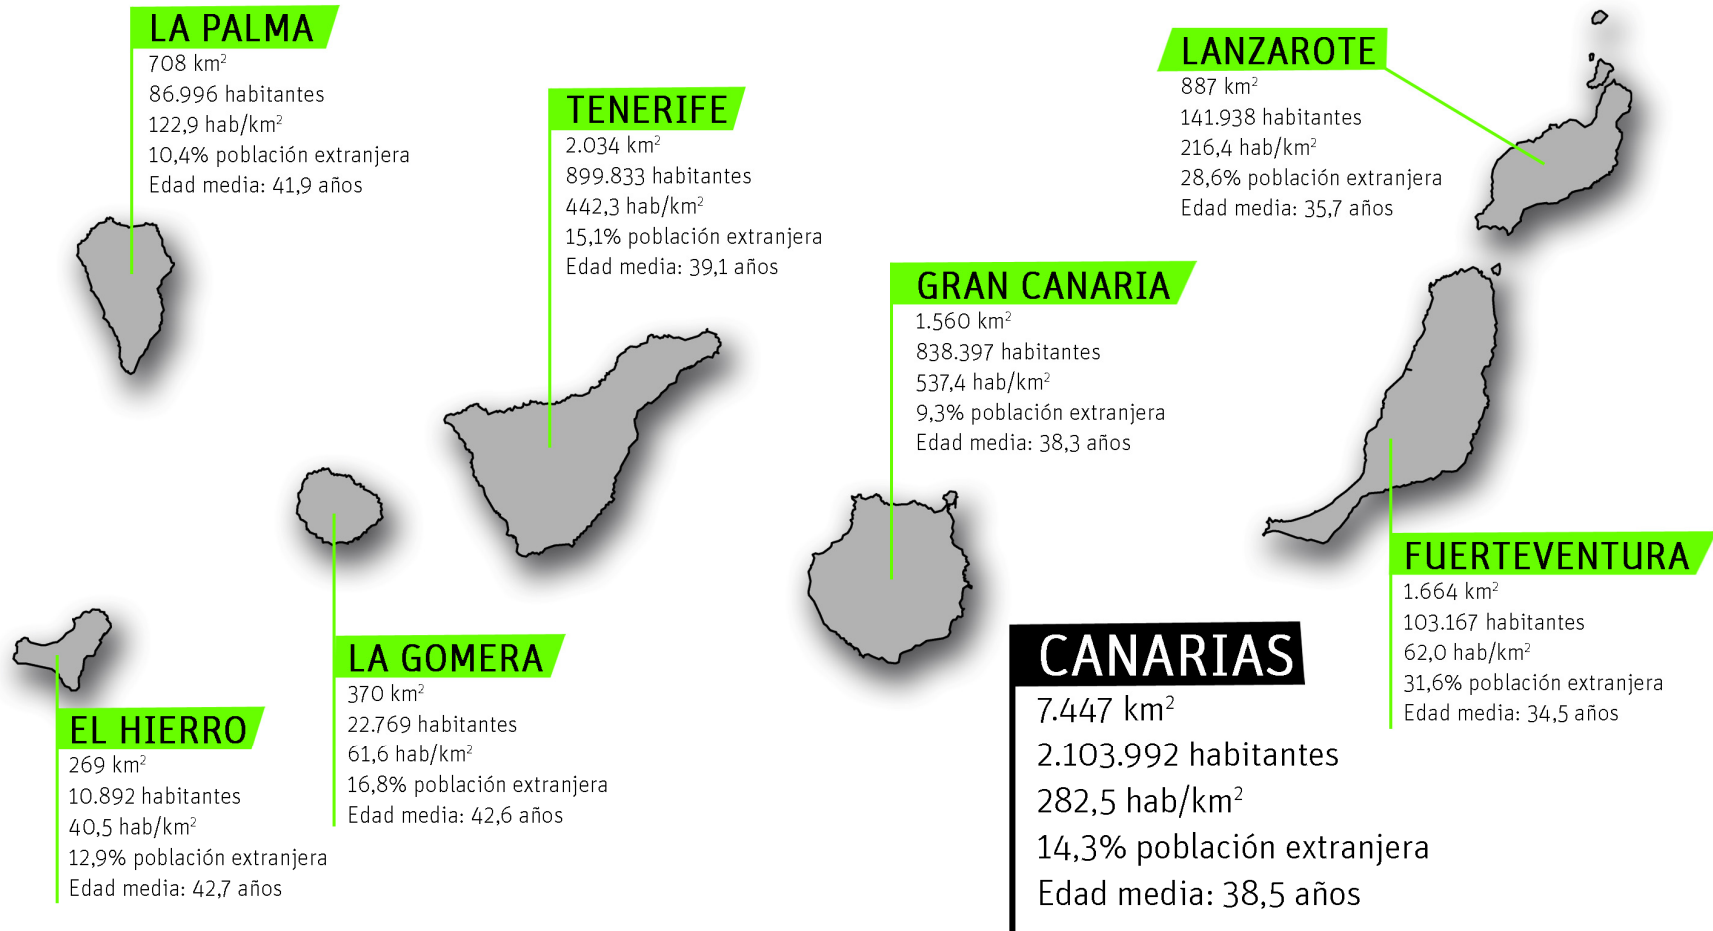 LA PALMA
708 km²
86.996 habitantes
122,9 hab/km²
10,4% población extranjera
Edad media: 41,9 años
TENERIFE
2.034 km²
899.833 habitantes
442,3 hab/km²
15,1% población extranjera
Edad media: 39,1 años
LANZAROTE
887 km²
141.938 habitantes
216,4 hab/km²
28,6% población extranjera
Edad media: 35,7 años
GRAN CANARIA
1.560 km²
838.397 habitantes
537,4 hab/km²
9,3% población extranjera
Edad media: 38,3 años
FUERTEVENTURA
1.664 km²
103.167 habitantes
62,0 hab/km²
31,6% población extranjera
Edad media: 34,5 años
LA GOMERA
370 km²
22.769 habitantes
61,6 hab/km²
16,8% población extranjera
Edad media: 42,6 años
EL HIERRO
269 km²
10.892 habitantes
40,5 hab/km²
12,9% población extranjera
Edad media: 42,7 años
CANARIAS
7.447 km²
2.103.992 habitantes
282,5 hab/km²
14,3% población extranjera
Edad media: 38,5 años